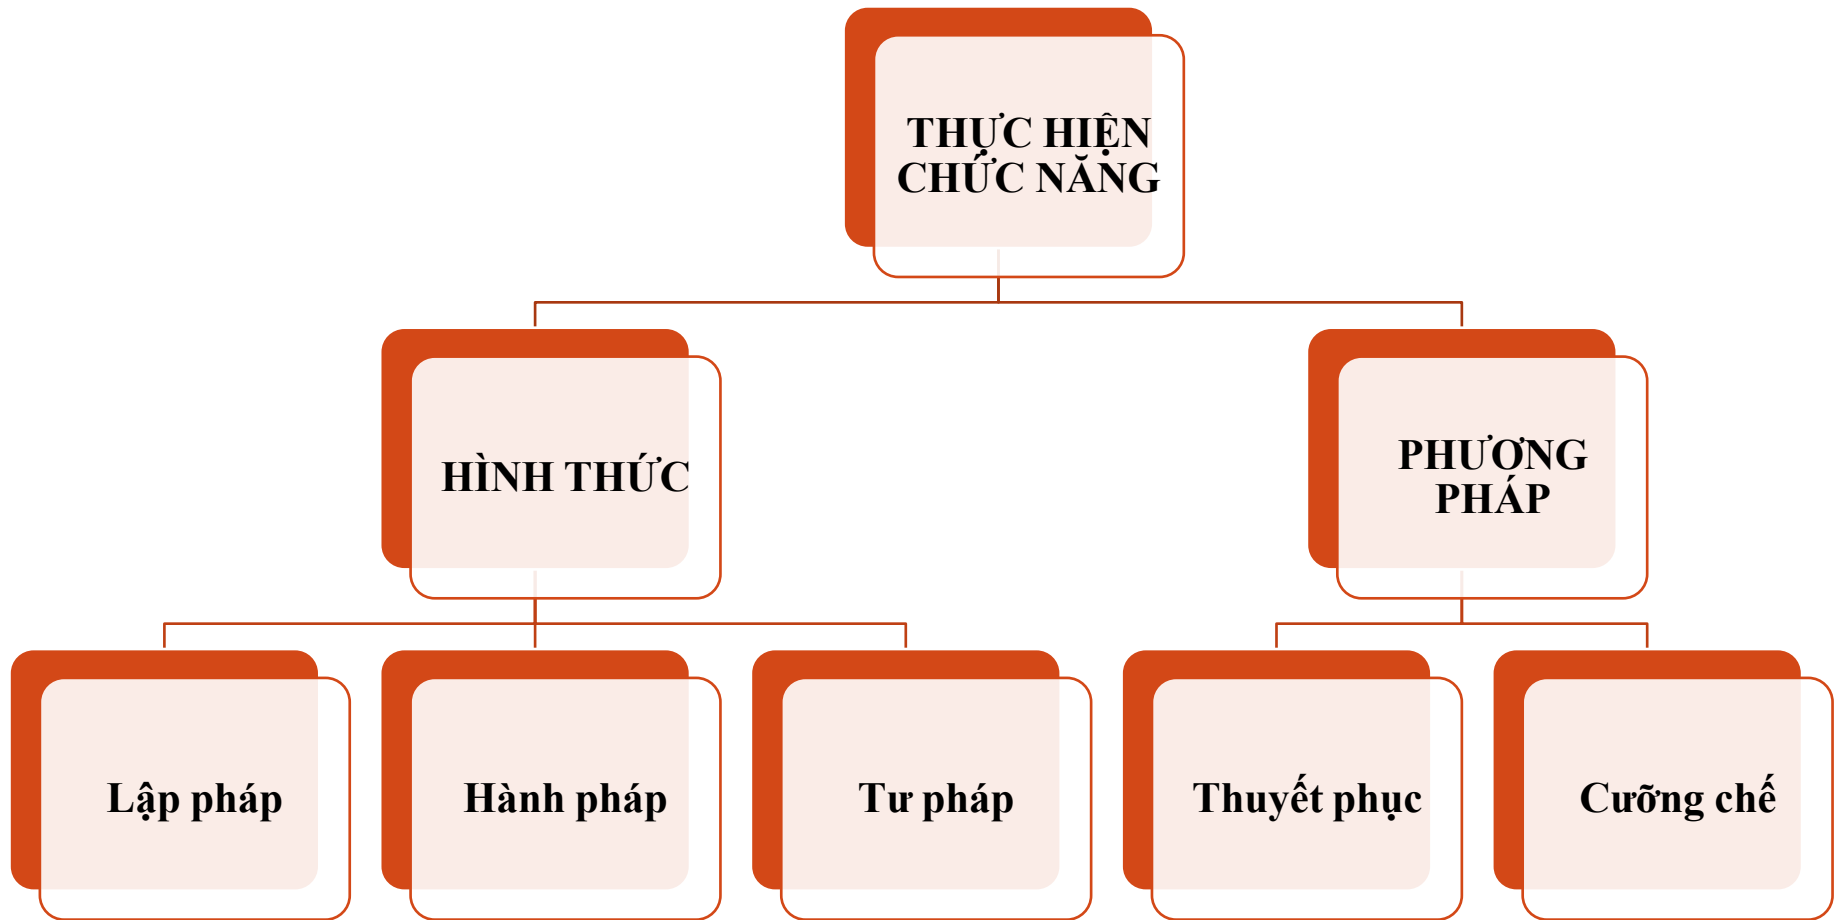 THỰC HIỆN
CHỨC NĂNG
HÌNH THỨC
PHƯƠNG
PHÁP
Lập pháp
Hành pháp
Tư pháp
Thuyết phục
Cưỡng chế